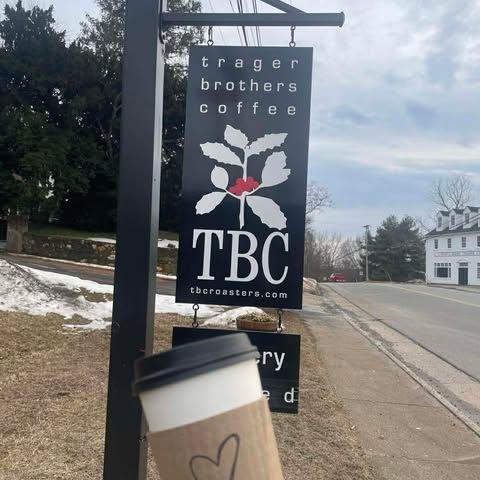 trager
brothers
coffee
TBC
tbcroasters.com
ery
e d